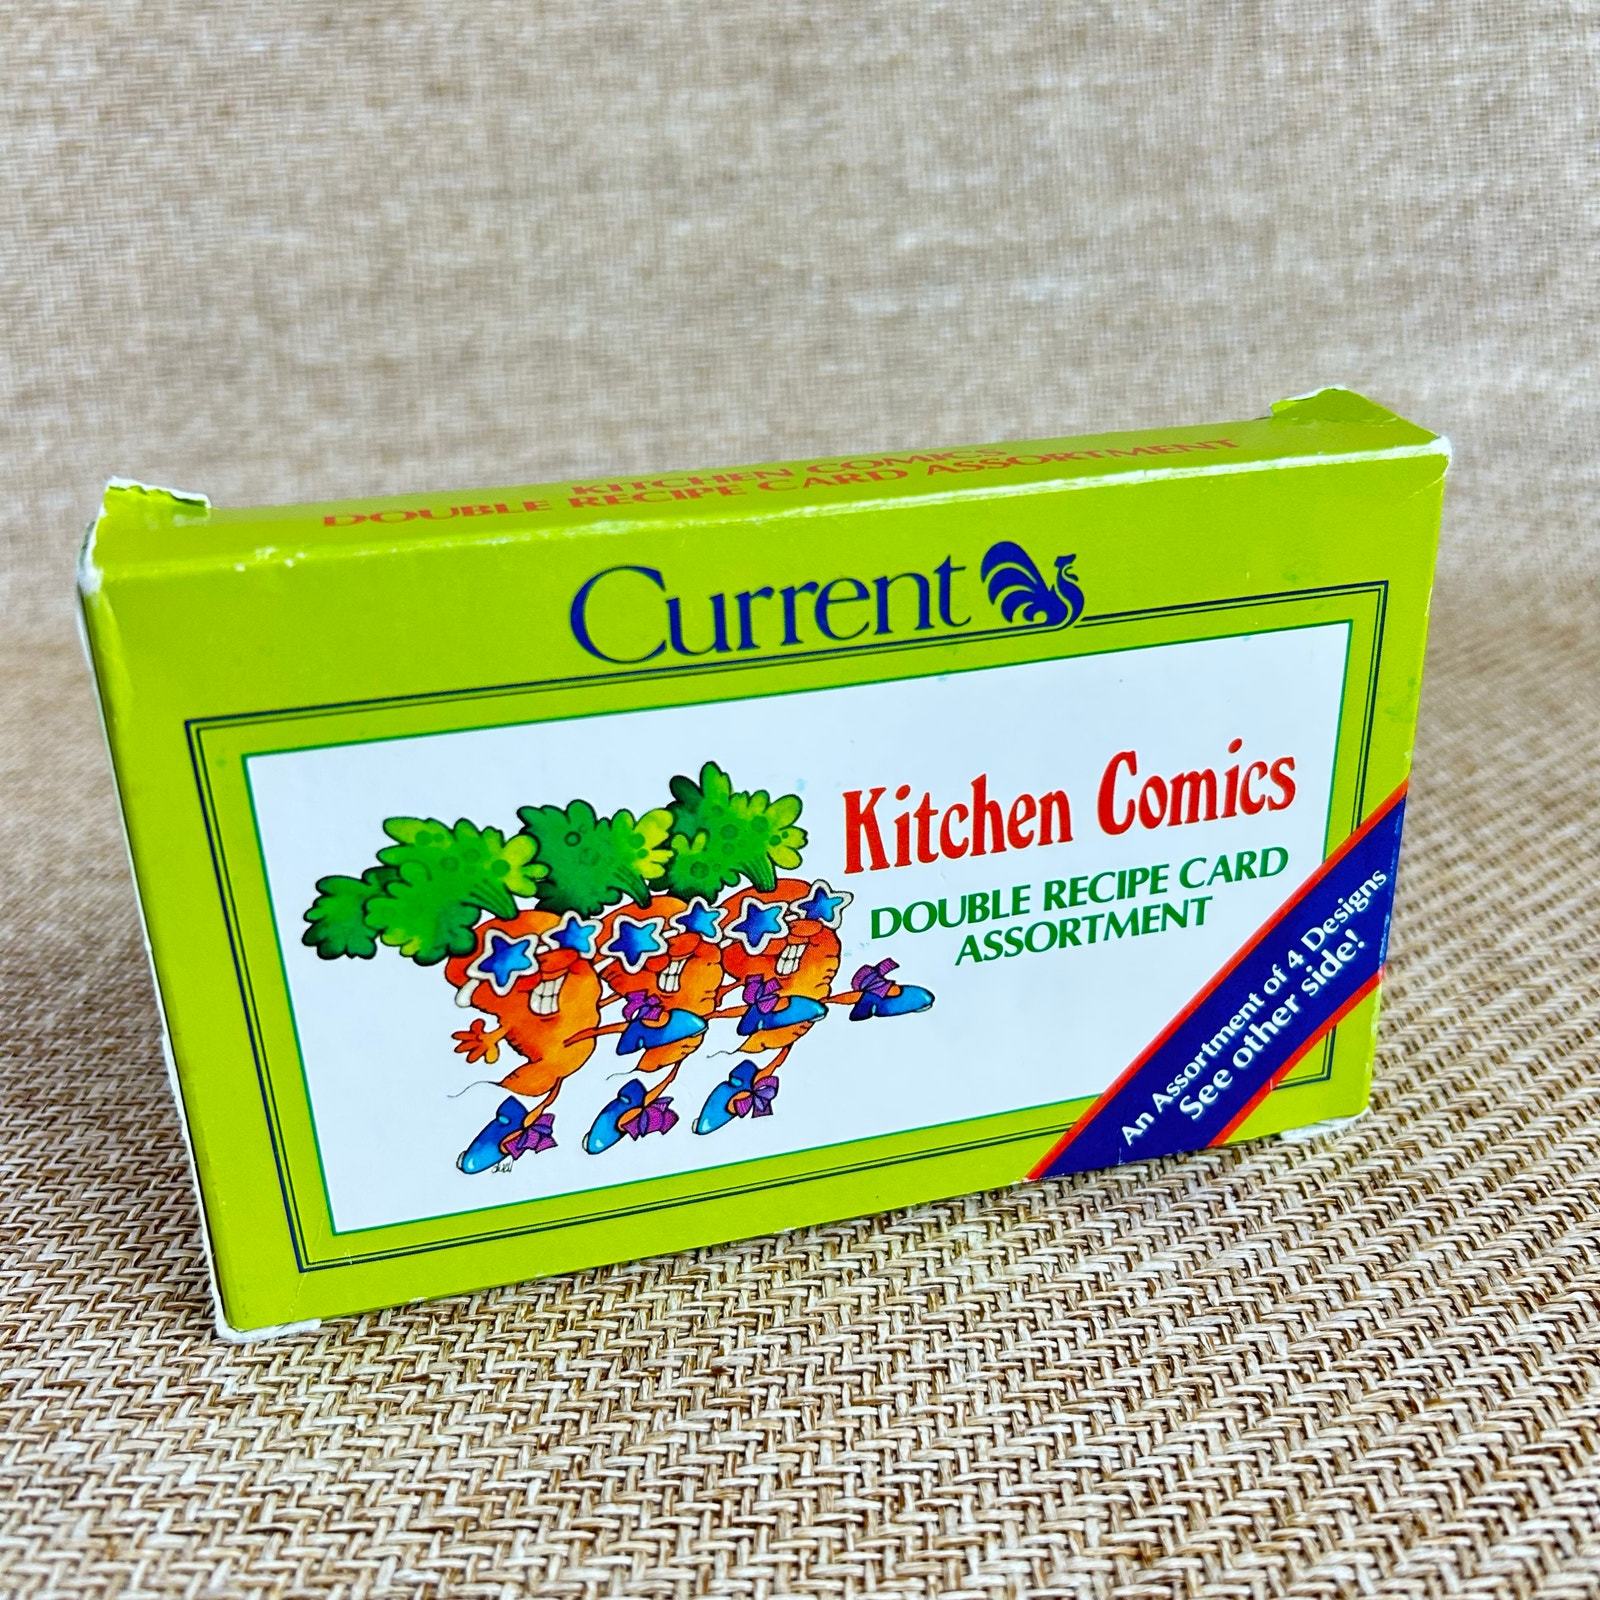 KITCHEN COMICS
DOUBLE RECIPE CARD ASSORTMENT
Current
Kitchen Comics
DOUBLE RECIPE CARD
ASSORTMENT
An Assortment of 4 Designs
See other side!